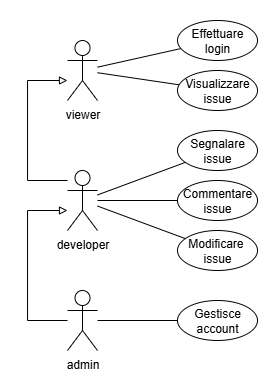 Effettuare
login
viewer
Visualizzare
issue
Segnalare
issue
developer
Commentare
issue
Modificare
issue
admin
Gestisce
account